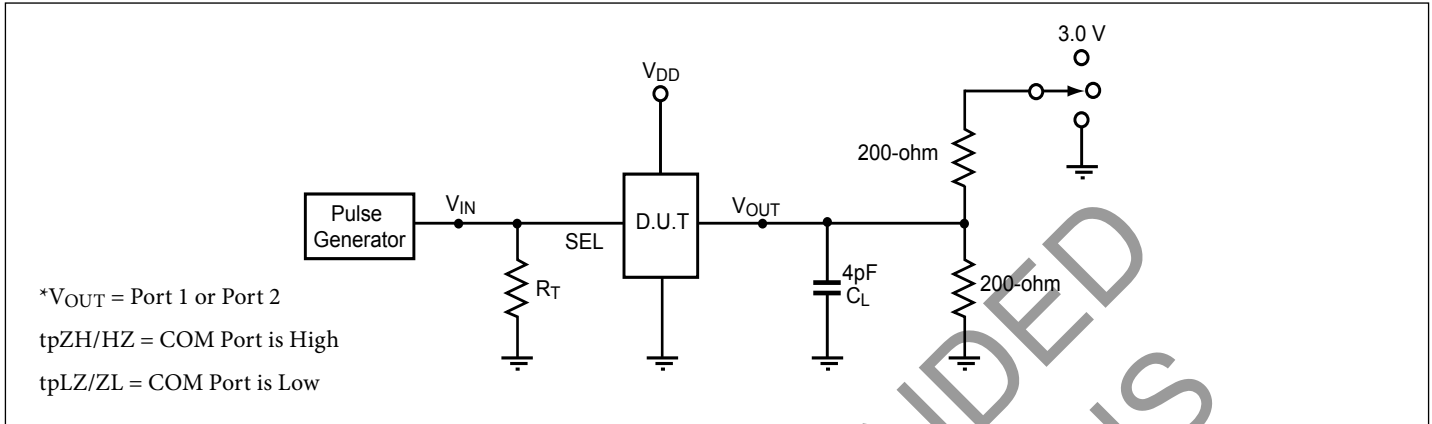 3.0 V
VDD
200-ohm
Pulse
Generator
VIN
SEL
D.U.T
VOUT
RT
4pF
CL
200-ohm
*VOUT = Port 1 or Port 2
tpZH/HZ = COM Port is High
tpLZ/ZL = COM Port is Low